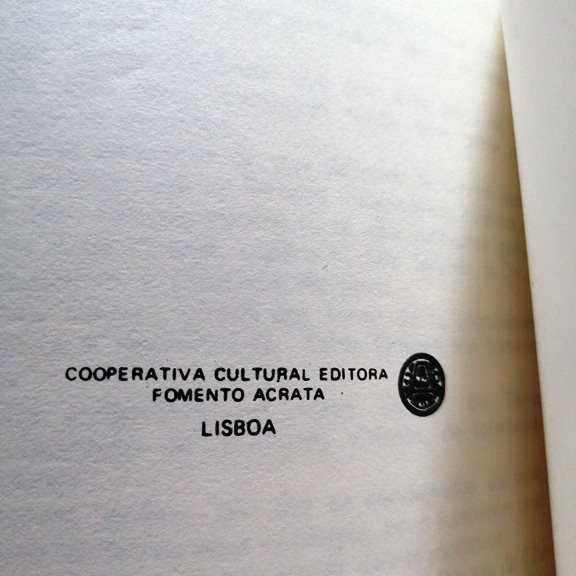 COOPERATIVA CULTURAL EDITORA
FOMENTO ACRATA
LISBOA